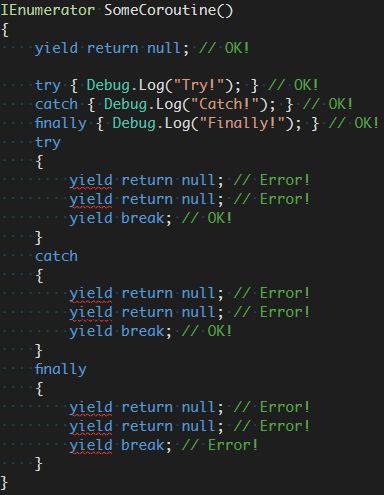 IEnumerator SomeCoroutine()
{
yield return null; // OK!
try { Debug.Log("Try!"); } // OK!
catch { Debug.Log("Catch!"); } // OK!
finally { Debug.Log("Finally!"); } // OK!
try
{
yield return null; // Error!
yield return null; // Error!
yield break; // OK!
}
catch
{
yield return null; // Error!
yield return null; // Error!
yield break; // OK!
}
finally
{
yield return null; // Error!
yield return null; // Error!
yield break; // Error!
}
}